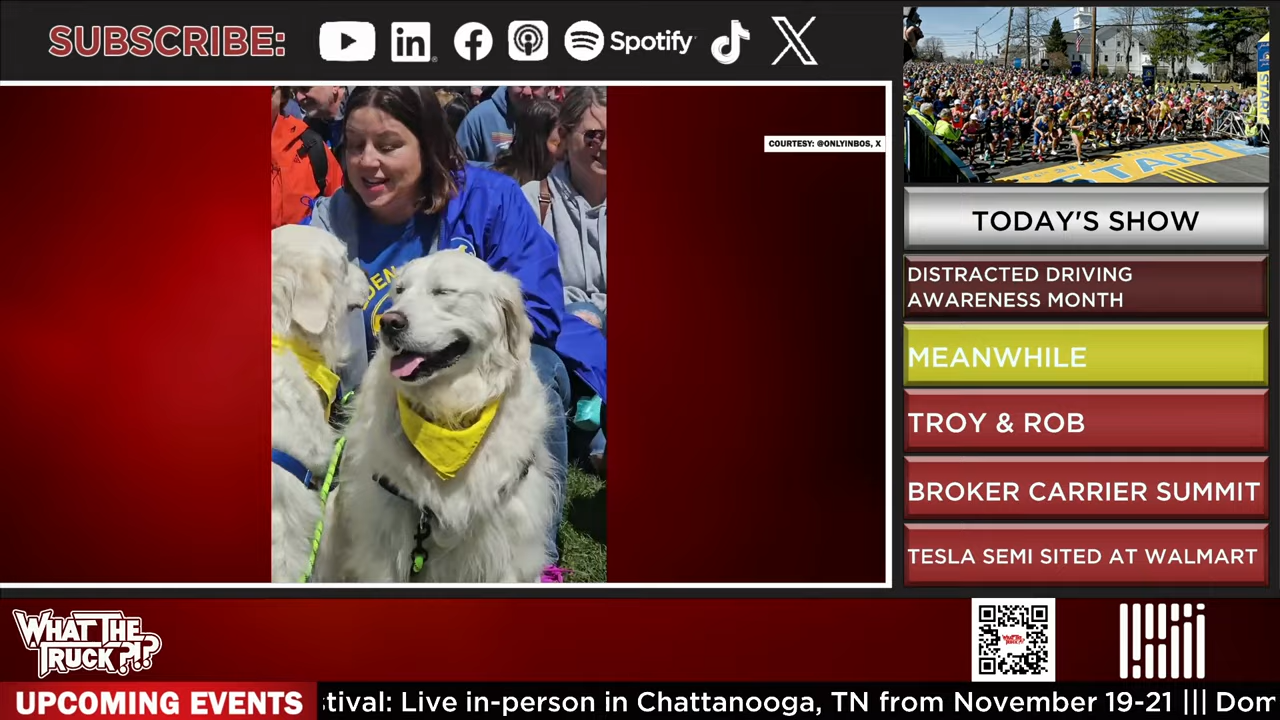 SUBSCRIBE:
Spotify
COURTESY: @ONLYINBOS, X
START
TODAY'S SHOW
DISTRACTED DRIVING
AWARENESS MONTH
MEANWHILE
TROY & ROB
BROKER CARRIER SUMMIT
TESLA SEMI SITED AT WALMART
WHAT THE
TRUCK?!?
UPCOMING EVENTS
stival: Live in-person in Chattanooga, TN from November 19-21 ||| Dom